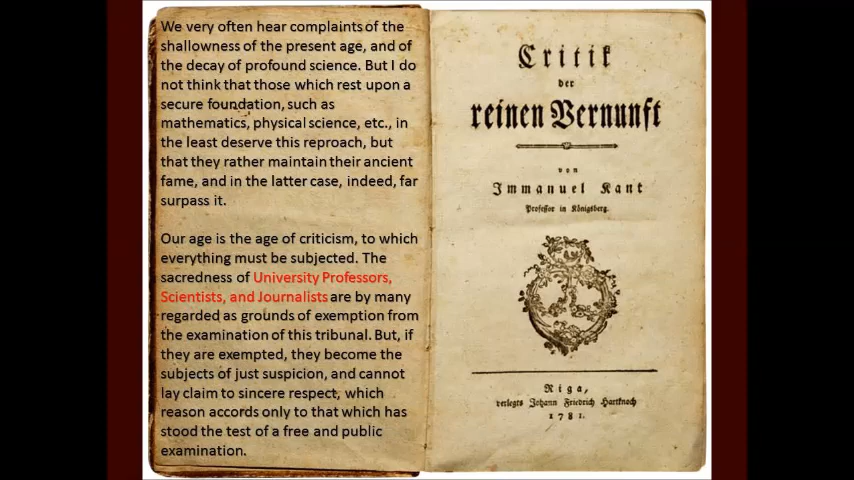 We very often hear complaints of the
shallowness of the present age, and of
the decay of profound science. But I do
not think that those which rest upon a
secure foundation, such as
mathematics, physical science, etc., in
the least deserve this reproach, but
that they rather maintain their ancient
fame, and in the latter case, indeed, far
surpass it.
Our age is the age of criticism, to which
everything must be subjected. The
sacredness of University Professors,
Scientists, and Journalists are by many
regarded as grounds of exemption from
the examination of this tribunal. But, if
they are exempted, they become the
subjects of just suspicion, and cannot
lay claim to sincere respect, which
reason accords only to that which has
stood the test of a free and public
examination.
Critik
der
reinen Vernunft
von
Immanuel Kant
Professor in Königsberg.
Riga,
verlegts Johann Friedrich Hartknoch
1781.